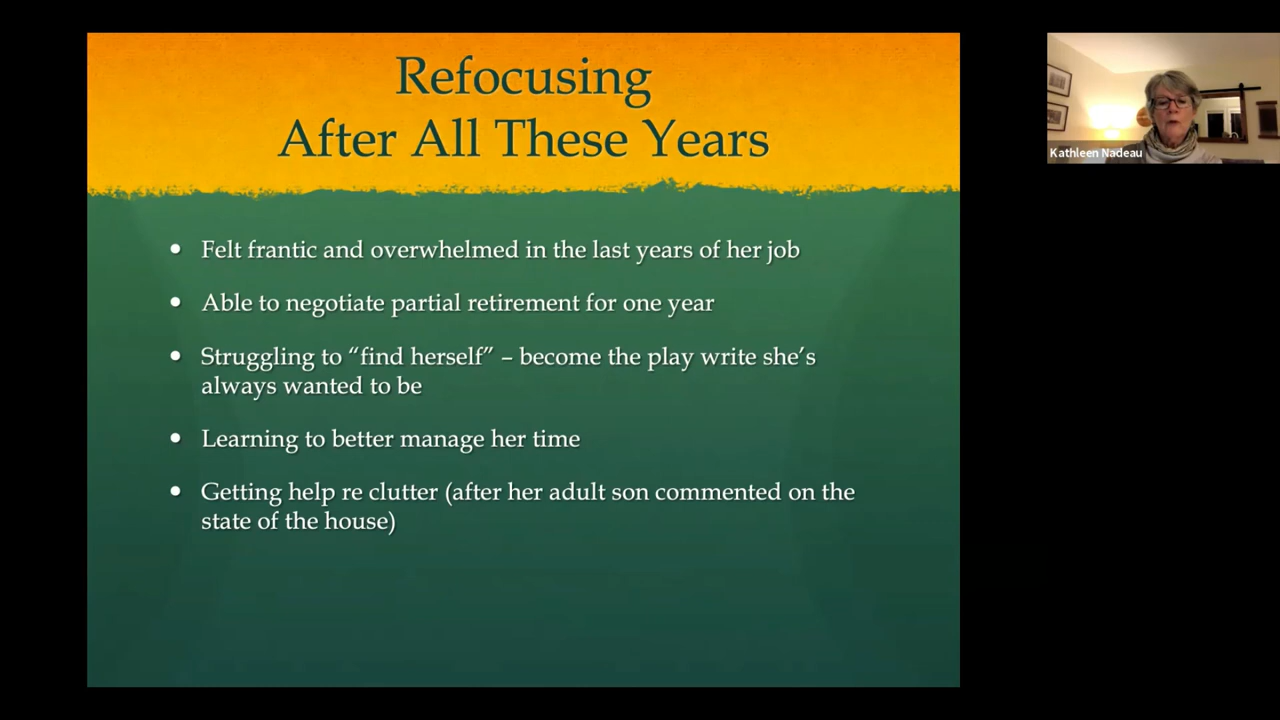 Refocusing
After All These Years
• Felt frantic and overwhelmed in the last years of her job
• Able to negotiate partial retirement for one year
• Struggling to “find herself” – become the play write she’s
always wanted to be
• Learning to better manage her time
• Getting help re clutter (after her adult son commented on the
state of the house)
Kathleen Nadeau